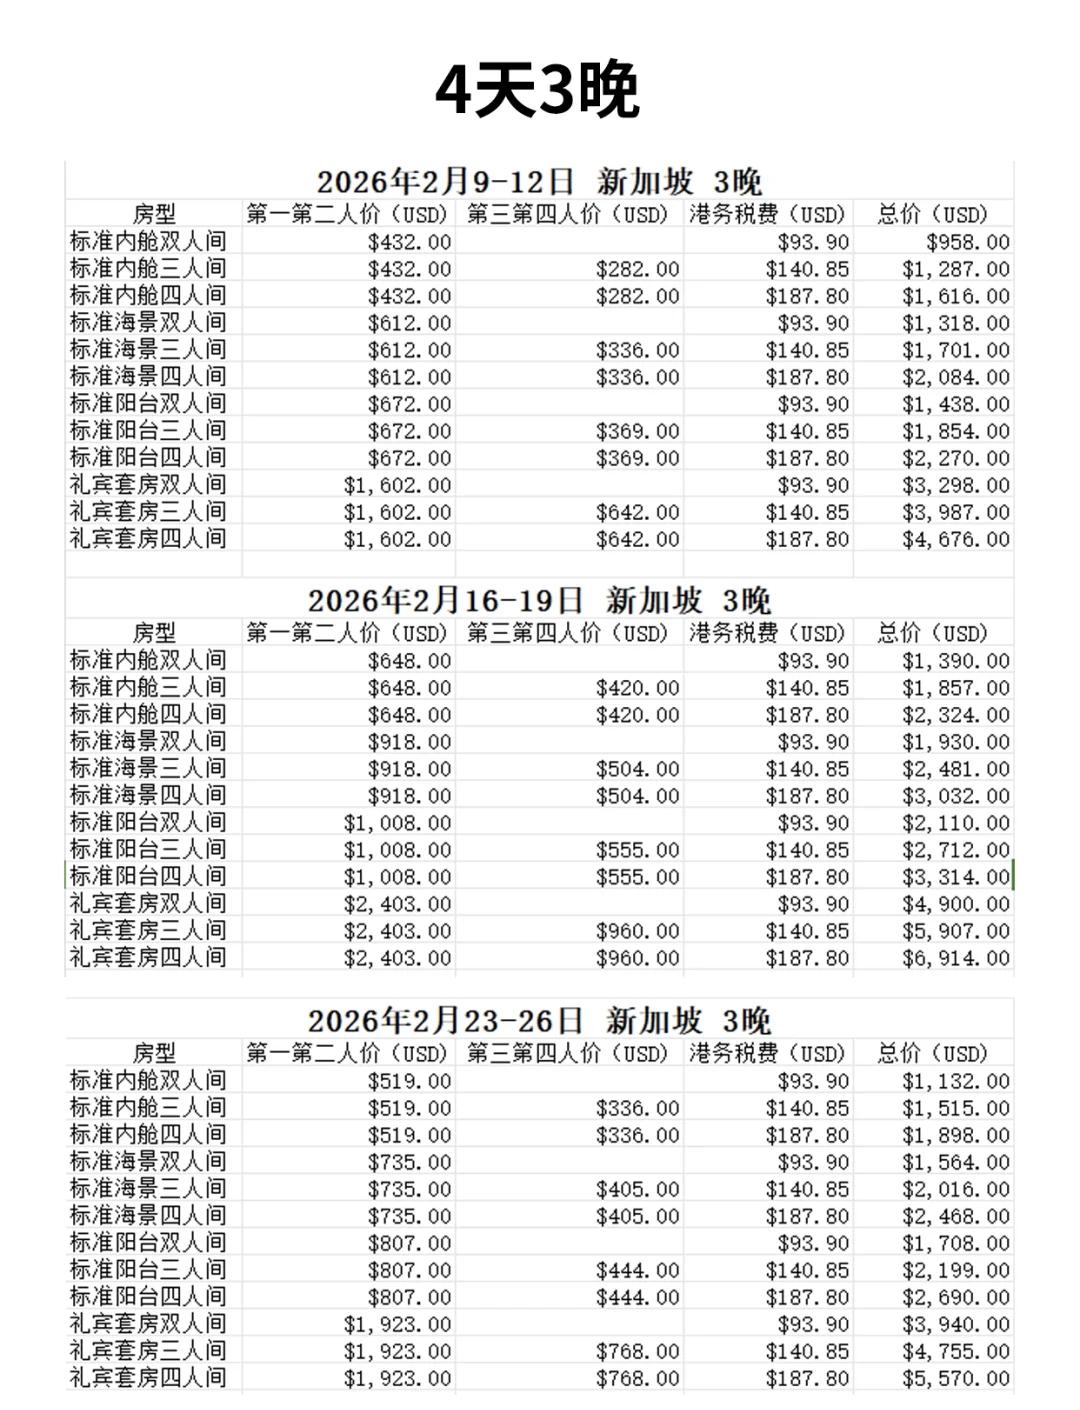 4天3晚
2026年2月9-12日 新加坡 3晚
房型 第一第二人价（USD） 第三第四人价（USD） 港务税费（USD） 总价（USD）
标准内舱双人间 $432.00 $93.90 $958.00
标准内舱三人间 $432.00 $282.00 $140.85 $1,287.00
标准内舱四人间 $432.00 $282.00 $187.80 $1,616.00
标准海景双人间 $612.00 $93.90 $1,318.00
标准海景三人间 $612.00 $336.00 $140.85 $1,701.00
标准海景四人间 $612.00 $336.00 $187.80 $2,084.00
标准阳台双人间 $672.00 $93.90 $1,438.00
标准阳台三人间 $672.00 $369.00 $140.85 $1,854.00
标准阳台四人间 $672.00 $369.00 $187.80 $2,270.00
礼宾套房双人间 $1,602.00 $93.90 $3,298.00
礼宾套房三人间 $1,602.00 $642.00 $140.85 $3,987.00
礼宾套房四人间 $1,602.00 $642.00 $187.80 $4,676.00
2026年2月16-19日 新加坡 3晚
房型 第一第二人价（USD） 第三第四人价（USD） 港务税费（USD） 总价（USD）
标准内舱双人间 $648.00 $93.90 $1,390.00
标准内舱三人间 $648.00 $420.00 $140.85 $1,857.00
标准内舱四人间 $648.00 $420.00 $187.80 $2,324.00
标准海景双人间 $918.00 $93.90 $1,930.00
标准海景三人间 $918.00 $504.00 $140.85 $2,481.00
标准海景四人间 $918.00 $504.00 $187.80 $3,032.00
标准阳台双人间 $1,008.00 $93.90 $2,110.00
标准阳台三人间 $1,008.00 $555.00 $140.85 $2,712.00
标准阳台四人间 $1,008.00 $555.00 $187.80 $3,314.00
礼宾套房双人间 $2,403.00 $93.90 $4,900.00
礼宾套房三人间 $2,403.00 $960.00 $140.85 $5,907.00
礼宾套房四人间 $2,403.00 $960.00 $187.80 $6,914.00
2026年2月23-26日 新加坡 3晚
房型 第一第二人价（USD） 第三第四人价（USD） 港务税费（USD） 总价（USD）
标准内舱双人间 $519.00 $93.90 $1,132.00
标准内舱三人间 $519.00 $336.00 $140.85 $1,515.00
标准内舱四人间 $519.00 $336.00 $187.80 $1,898.00
标准海景双人间 $735.00 $93.90 $1,564.00
标准海景三人间 $735.00 $405.00 $140.85 $2,016.00
标准海景四人间 $735.00 $405.00 $187.80 $2,468.00
标准阳台双人间 $807.00 $93.90 $1,708.00
标准阳台三人间 $807.00 $444.00 $140.85 $2,199.00
标准阳台四人间 $807.00 $444.00 $187.80 $2,690.00
礼宾套房双人间 $1,923.00 $93.90 $3,940.00
礼宾套房三人间 $1,923.00 $768.00 $140.85 $4,755.00
礼宾套房四人间 $1,923.00 $768.00 $187.80 $5,570.00